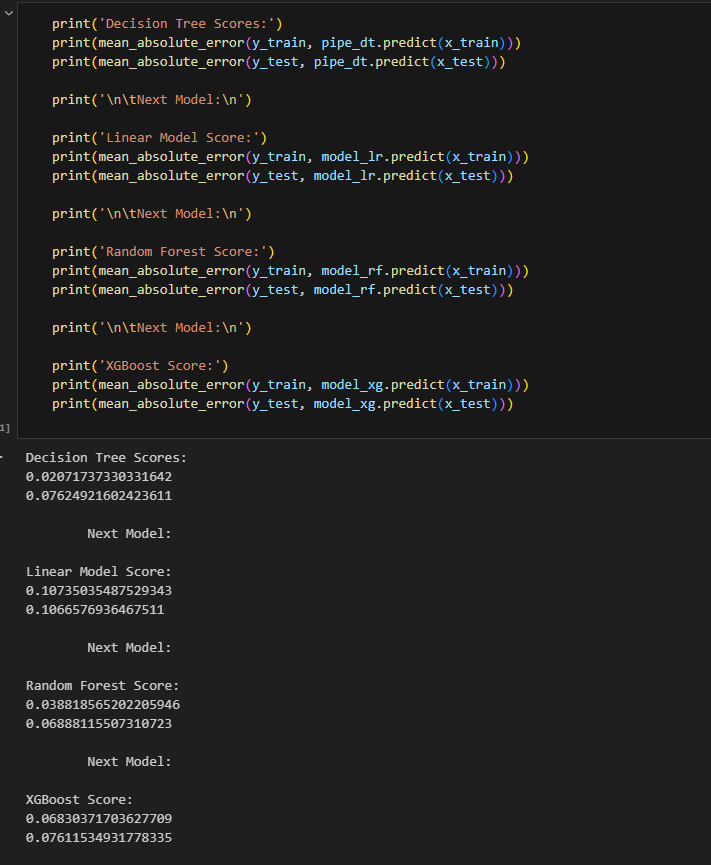 print('Decision Tree Scores:')
print(mean_absolute_error(y_train, pipe_dt.predict(x_train)))
print(mean_absolute_error(y_test, pipe_dt.predict(x_test)))
print('\n\tNext Model:\n')
print('Linear Model Score:')
print(mean_absolute_error(y_train, model_lr.predict(x_train)))
print(mean_absolute_error(y_test, model_lr.predict(x_test)))
print('\n\tNext Model:\n')
print('Random Forest Score:')
print(mean_absolute_error(y_train, model_rf.predict(x_train)))
print(mean_absolute_error(y_test, model_rf.predict(x_test)))
print('\n\tNext Model:\n')
print('XGBoost Score:')
print(mean_absolute_error(y_train, model_xg.predict(x_train)))
print(mean_absolute_error(y_test, model_xg.predict(x_test)))
1]
Decision Tree Scores:
0.02071737330331642
0.07624921602423611
Next Model:
Linear Model Score:
0.10735035487529343
0.1066576936467511
Next Model:
Random Forest Score:
0.038818565202205946
0.06888115507310723
Next Model:
XGBoost Score:
0.06830371703627709
0.07611534931778335